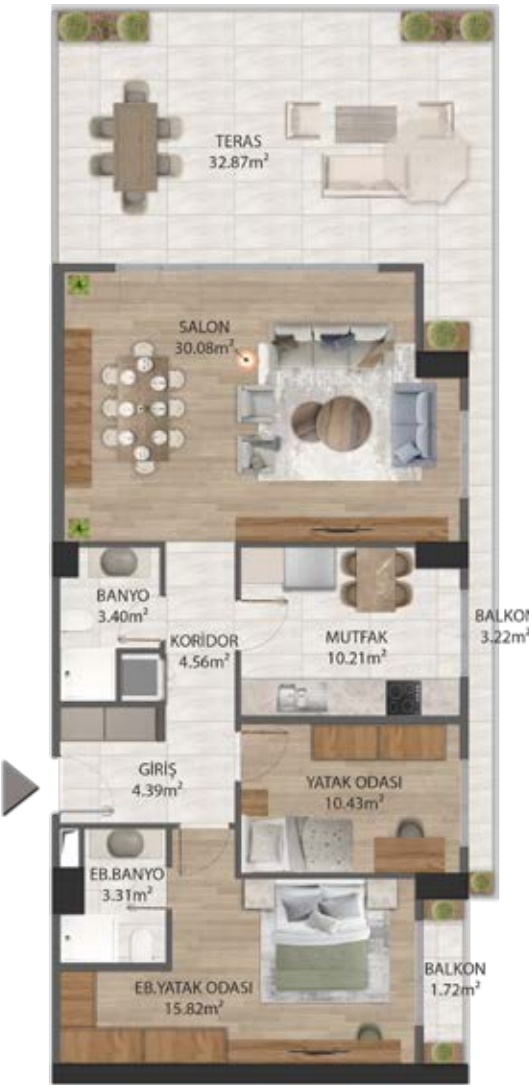 TERAS
32.87m²
SALON
30.08m²
BANYO
3.40m²
KORİDOR
4.56m²
MUTFAK
10.21m²
BALKON
3.22m²
GİRİŞ
4.39m²
YATAK ODASI
10.43m²
EB.BANYO
3.31m²
EB.YATAK ODASI
15.82m²
BALKON
1.72m²